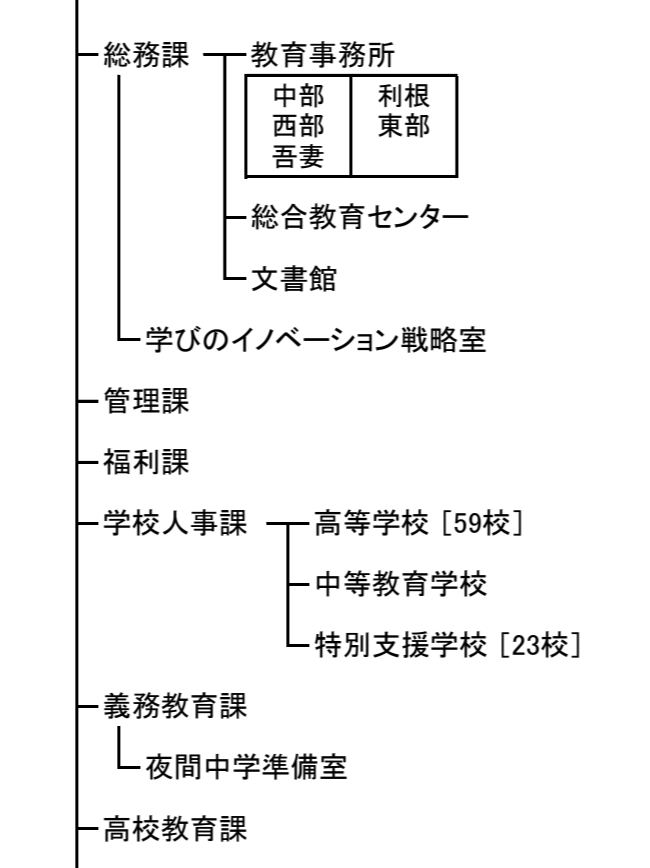 総務課 教育事務所
中部 利根
西部 東部
吾妻
総合教育センター
文書館
学びのイノベーション戦略室
管理課
福利課
学校人事課 高等学校［59校］
中等教育学校
特別支援学校［23校］
義務教育課
夜間中学準備室
高校教育課